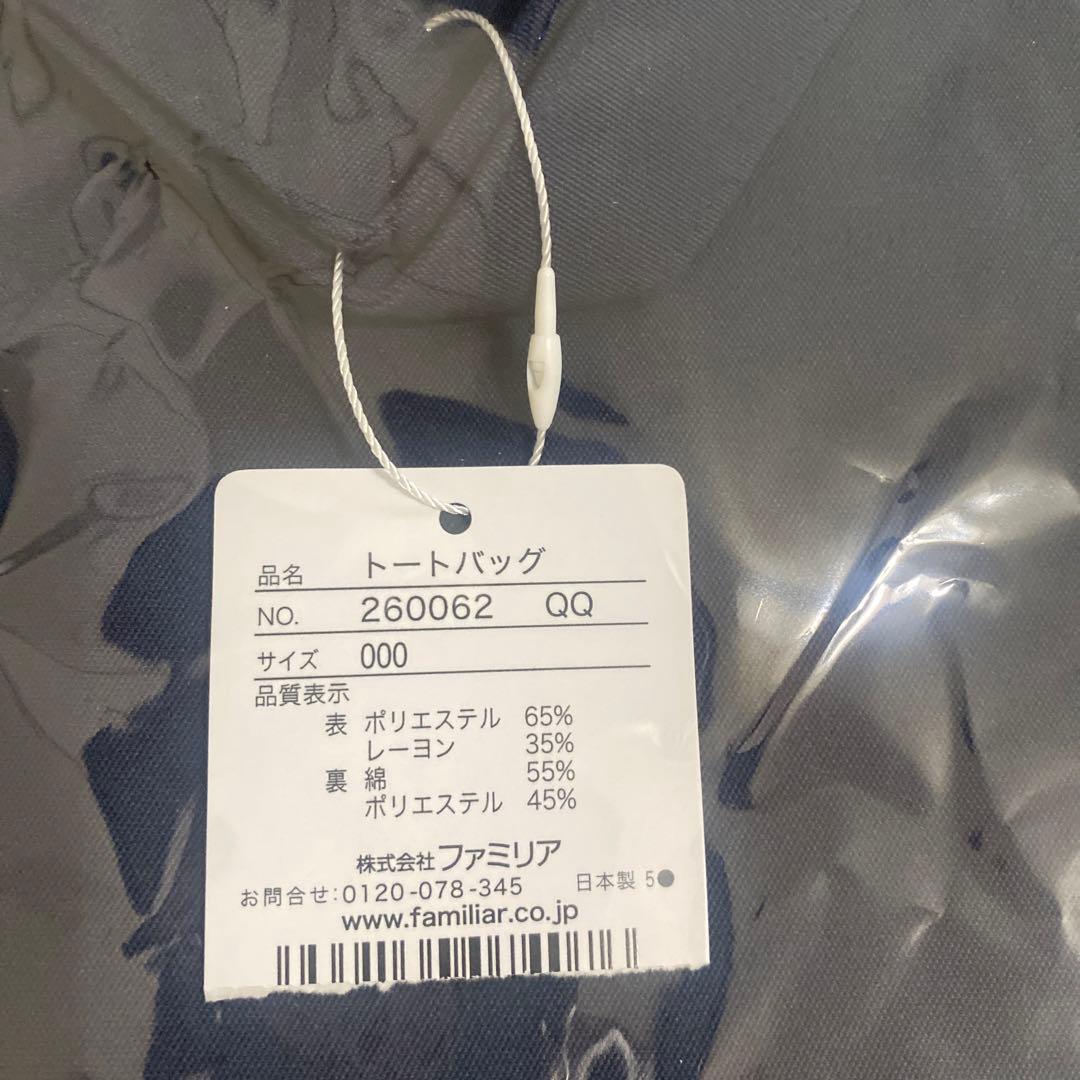 品名 トートバッグ
NO. 260062 QQ
サイズ 000
品質表示
表 ポリエステル 65%
レーヨン 35%
裏 綿 55%
ポリエステル 45%
株式会社 ファミリア
お問合せ:0120-078-345 日本製 5●
www.familiar.co.jp